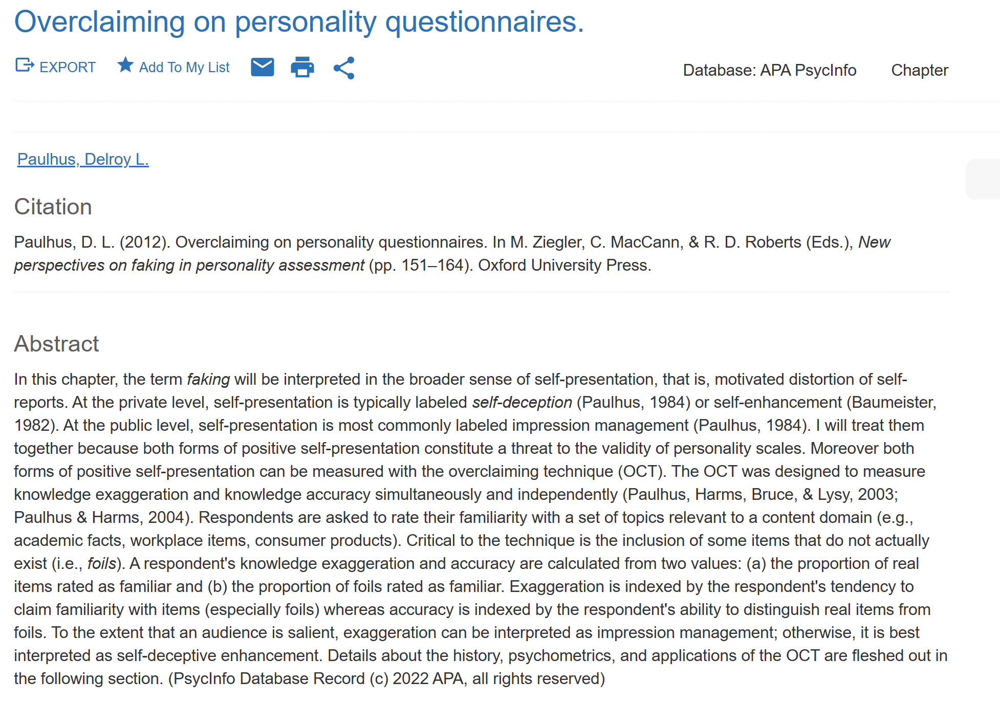 Overclaiming on personality questionnaires.
EXPORT Add To My List Database: APA PsycInfo Chapter
Paulhus, Delroy L.
Citation
Paulhus, D. L. (2012). Overclaiming on personality questionnaires. In M. Ziegler, C. MacCann, & R. D. Roberts (Eds.), New
perspectives on faking in personality assessment (pp. 151–164). Oxford University Press.
Abstract
In this chapter, the term faking will be interpreted in the broader sense of self-presentation, that is, motivated distortion of self-
reports. At the private level, self-presentation is typically labeled self-deception (Paulhus, 1984) or self-enhancement (Baumeister,
1982). At the public level, self-presentation is most commonly labeled impression management (Paulhus, 1984). I will treat them
together because both forms of positive self-presentation constitute a threat to the validity of personality scales. Moreover both
forms of positive self-presentation can be measured with the overclaiming technique (OCT). The OCT was designed to measure
knowledge exaggeration and knowledge accuracy simultaneously and independently (Paulhus, Harms, Bruce, & Lysy, 2003;
Paulhus & Harms, 2004). Respondents are asked to rate their familiarity with a set of topics relevant to a content domain (e.g.,
academic facts, workplace items, consumer products). Critical to the technique is the inclusion of some items that do not actually
exist (i.e., foils). A respondent's knowledge exaggeration and accuracy are calculated from two values: (a) the proportion of real
items rated as familiar and (b) the proportion of foils rated as familiar. Exaggeration is indexed by the respondent's tendency to
claim familiarity with items (especially foils) whereas accuracy is indexed by the respondent's ability to distinguish real items from
foils. To the extent that an audience is salient, exaggeration can be interpreted as impression management; otherwise, it is best
interpreted as self-deceptive enhancement. Details about the history, psychometrics, and applications of the OCT are fleshed out in
the following section. (PsycInfo Database Record (c) 2022 APA, all rights reserved)